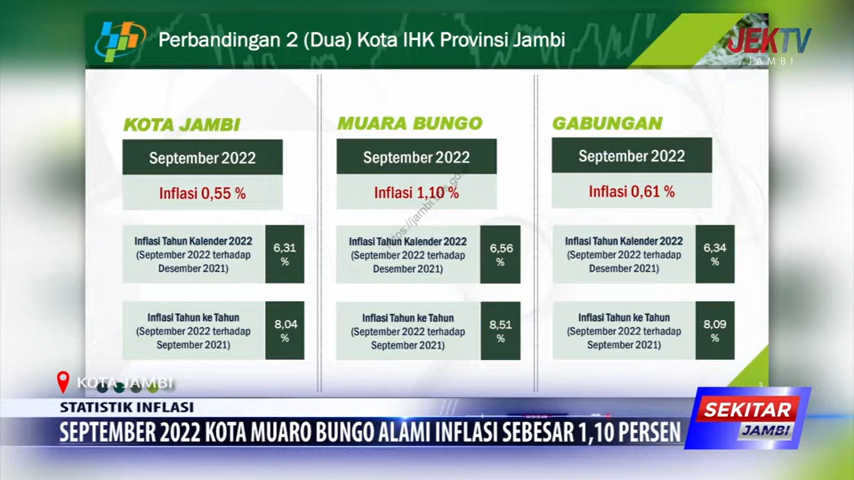 Perbandingan 2 (Dua) Kota IHK Provinsi Jambi
JEKTV
JAMBI
KOTA JAMBI
September 2022
Inflasi 0,55 %
Inflasi Tahun Kalender 2022
(September 2022 terhadap
Desember 2021)
6,31
%
Inflasi Tahun ke Tahun
(September 2022 terhadap
September 2021)
8,04
%
MUARA BUNGO
September 2022
Inflasi 1,10 %
Inflasi Tahun Kalender 2022
(September 2022 terhadap
Desember 2021)
6,56
%
Inflasi Tahun ke Tahun
(September 2022 terhadap
September 2021)
8,51
%
GABUNGAN
September 2022
Inflasi 0,61 %
Inflasi Tahun Kalender 2022
(September 2022 terhadap
Desember 2021)
6,34
%
Inflasi Tahun ke Tahun
(September 2022 terhadap
September 2021)
8,09
%
KOTA JAMBI
STATISTIK INFLASI
SEPTEMBER 2022 KOTA MUARO BUNGO ALAMI INFLASI SEBESAR 1,10 PERSEN
SEKITAR
JAMBI